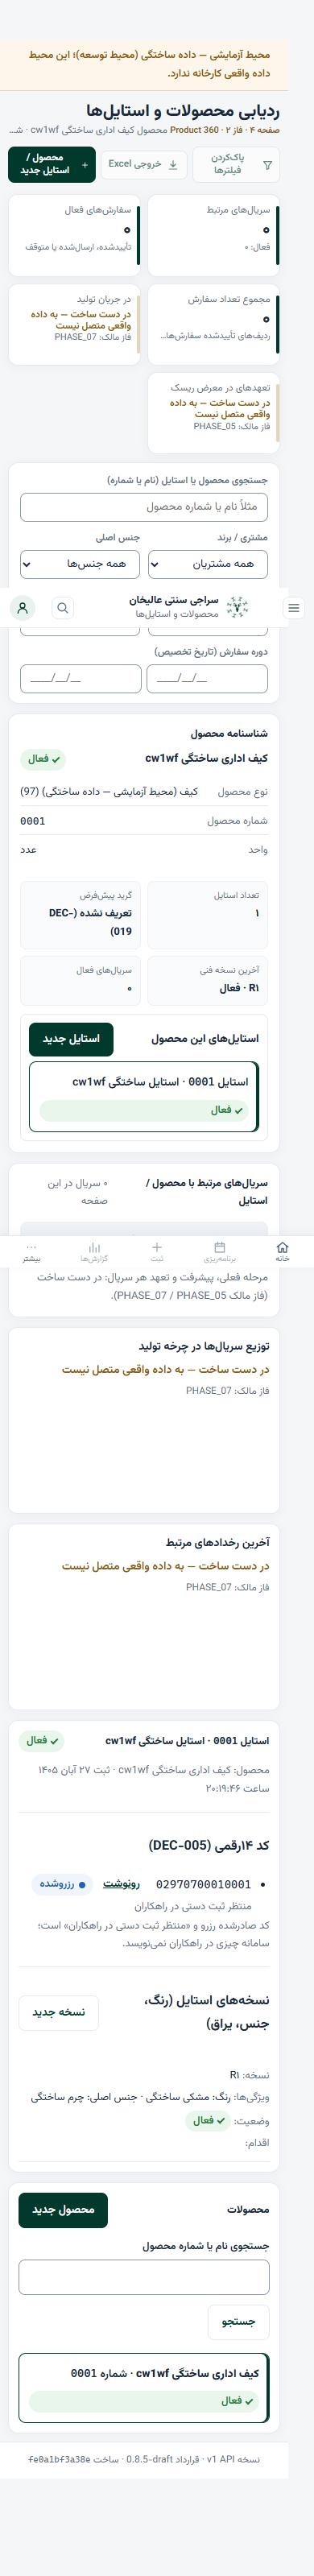 محیط آزمایشی — داده ساختگی (محیط توسعه)؛ این محیط
داده واقعی کارخانه ندارد.
ردیابی محصولات و استایل‌ها
صفحه ۴ · فاز ۲ · Product 360 محصول کیف اداری ساختگی cw1wf · ش...
پاک‌کردن
فیلترها
خروجی Excel
محصول /
استایل جدید
سریال‌های مرتبط
۰
فعال: ۰
سفارش‌های فعال
۰
تأییدشده، ارسال‌شده یا متوقف
مجموع تعداد سفارش
۰
ردیف‌های تأییدشده سفارش‌ها...
در جریان تولید
در دست ساخت — به داده
واقعی متصل نیست
فاز مالک: PHASE_07
تعهدهای در معرض ریسک
در دست ساخت — به داده
واقعی متصل نیست
فاز مالک: PHASE_05
جستجوی محصول یا استایل (نام یا شماره)
مثلاً نام یا شماره محصول
مشتری / برند
جنس اصلی
همه مشتریان
همه جنس‌ها
سراجی سنتی عالیخان
محصولات و استایل‌ها
دوره سفارش (تاریخ تخصیص)
__/__/____
__/__/____
شناسنامه محصول
کیف اداری ساختگی cw1wf
فعال
نوع محصول
کیف (محیط آزمایشی — داده ساختگی) (97)
شماره محصول
0001
واحد
عدد
تعداد استایل
۱
گرید پیش‌فرض
تعریف نشده (DEC-
019)
آخرین نسخه فنی
R۱ · فعال
سریال‌های فعال
۰
استایل‌های این محصول
استایل جدید
استایل 0001 · استایل ساختگی cw1wf
فعال
سریال‌های مرتبط با محصول /
استایل
۰ سریال در این
صفحه
خانه
برنامه‌ریزی
ثبت
گزارش‌ها
بیشتر
مرحله فعلی، پیشرفت و تعهد هر سریال: در دست ساخت
(فاز مالک PHASE_05 / PHASE_07).
توزیع سریال‌ها در چرخه تولید
در دست ساخت — به داده واقعی متصل نیست
فاز مالک: PHASE_07
آخرین رخدادهای مرتبط
در دست ساخت — به داده واقعی متصل نیست
فاز مالک: PHASE_07
استایل 0001 · استایل ساختگی cw1wf
فعال
محصول: کیف اداری ساختگی cw1wf · ثبت ۲۷ آبان ۱۴۰۵
ساعت ۲۰:۱۹:۴۶
کد ۱۴رقمی (DEC-005)
02970700010001
رونوشت
رزروشده
منتظر ثبت دستی در راهکاران
کد صادرشده رزرو و «منتظر ثبت دستی در راهکاران» است؛
سامانه چیزی در راهکاران نمی‌نویسد.
نسخه‌های استایل (رنگ،
جنس، یراق)
نسخه جدید
نسخه: R۱
ویژگی‌ها: رنگ: مشکی ساختگی · جنس اصلی: چرم ساختگی
وضعیت: فعال
اقدام:
محصولات
محصول جدید
جستجوی نام یا شماره محصول
جستجو
کیف اداری ساختگی cw1wf · شماره 0001
فعال
نسخه v1 API · قرارداد 0.8.5-draft · ساخت fe0a1bf3a38e